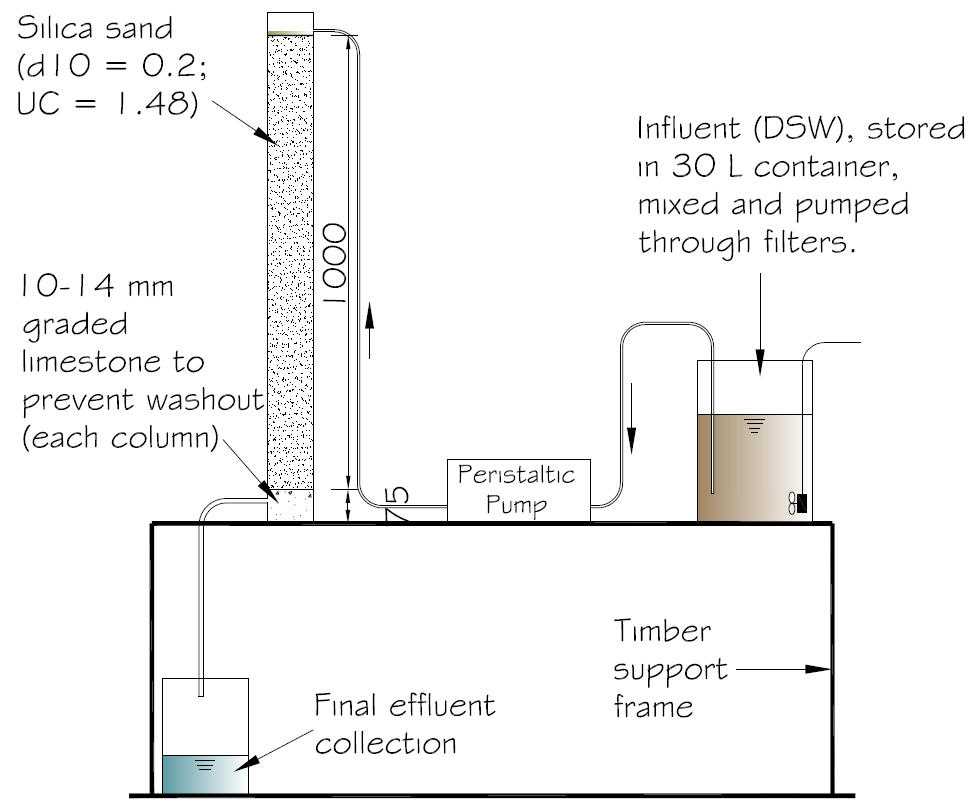 Silica sand
(d10 = 0.2;
UC = 1.48)
Influent (DSW), stored
in 30 L container,
mixed and pumped
through filters.
1000
10-14 mm
graded
limestone to
prevent washout
(each column)
75
Peristaltic
Pump
Timber
support
frame
Final effluent
collection